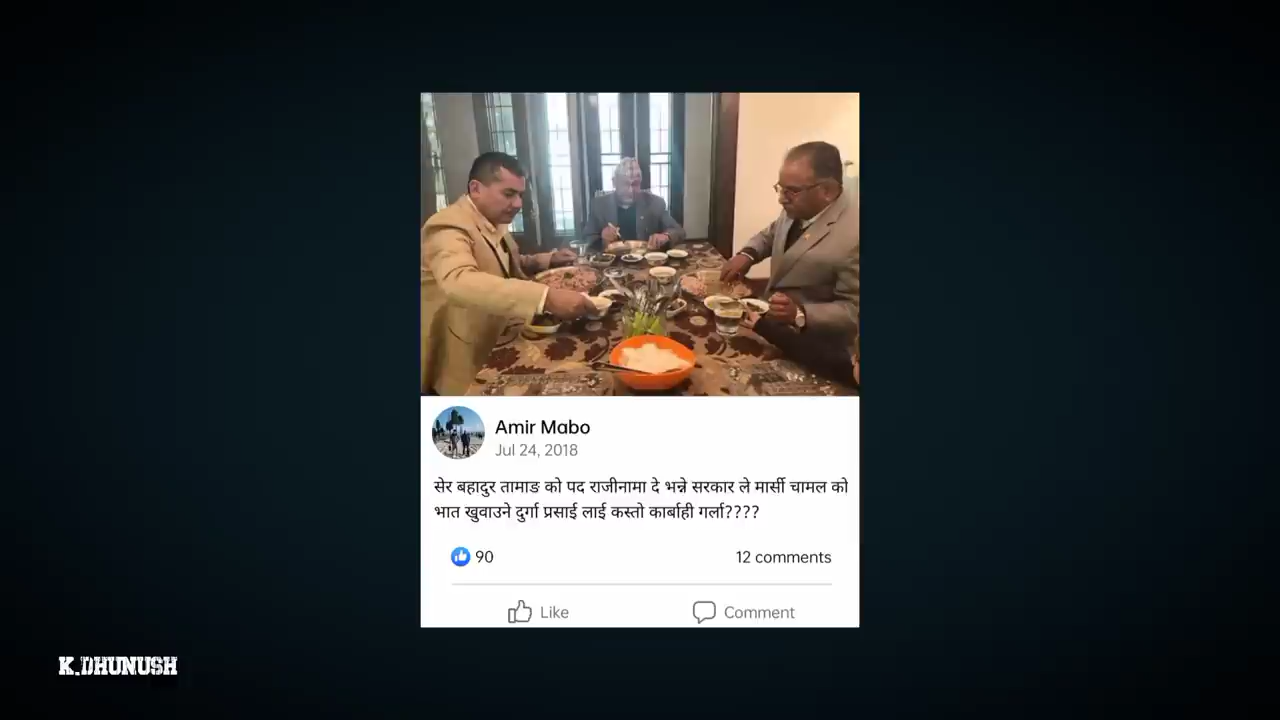 Amir Mabo
Jul 24, 2018
सेर बहादुर तामाङ को पद राजीनामा दे भन्ने सरकार ले मार्सी चामल को
भात खुवाउने दुर्गा प्रसाई लाई कस्तो कार्बाही गर्ला????
90
12 comments
Like
Comment
K.DHUNUSH